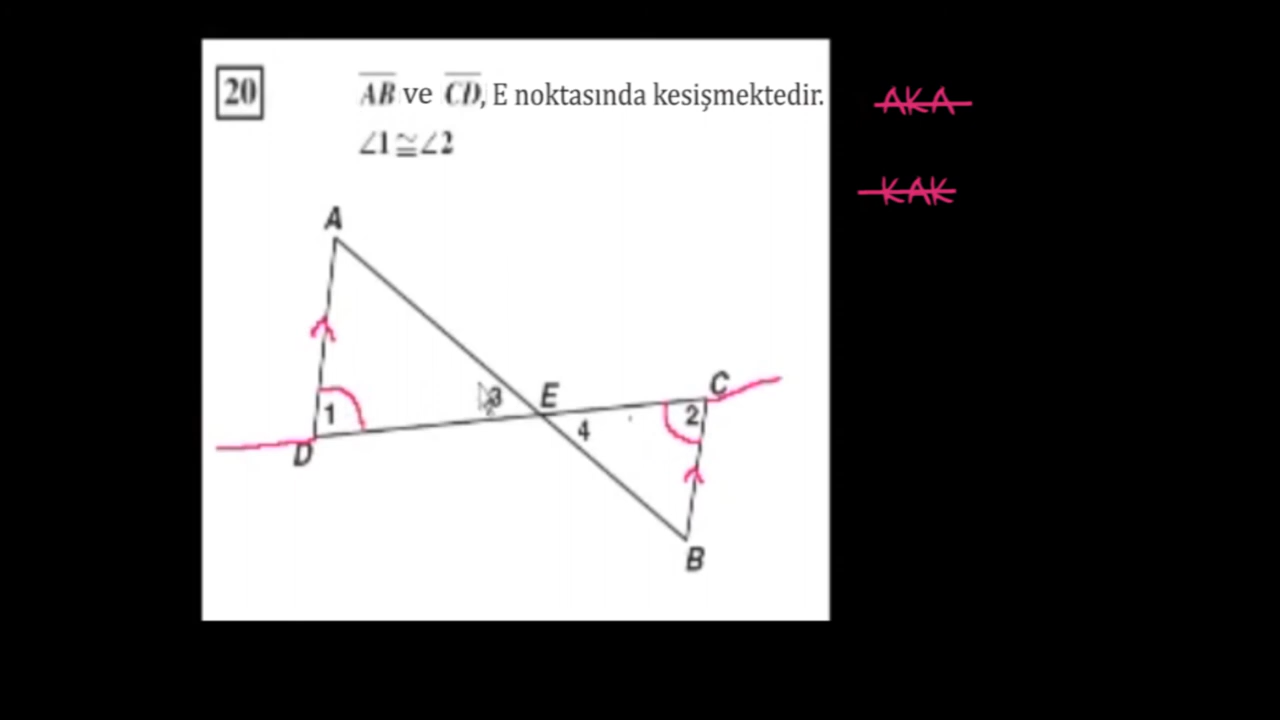 20
AB ve CD, E noktasında kesişmektedir.
∠1≅∠2
AKA
KAK
A
1
D
3
E
4
C
2
B